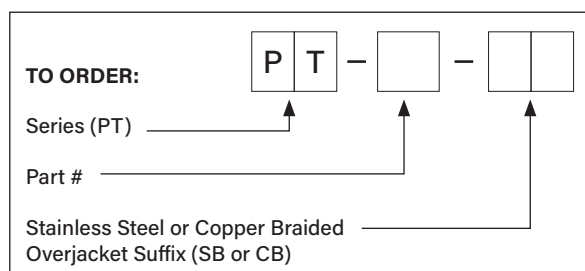 TO ORDER: P T – –
Series (PT)
Part #
Stainless Steel or Copper Braided
Overjacket Suffix (SB or CB)